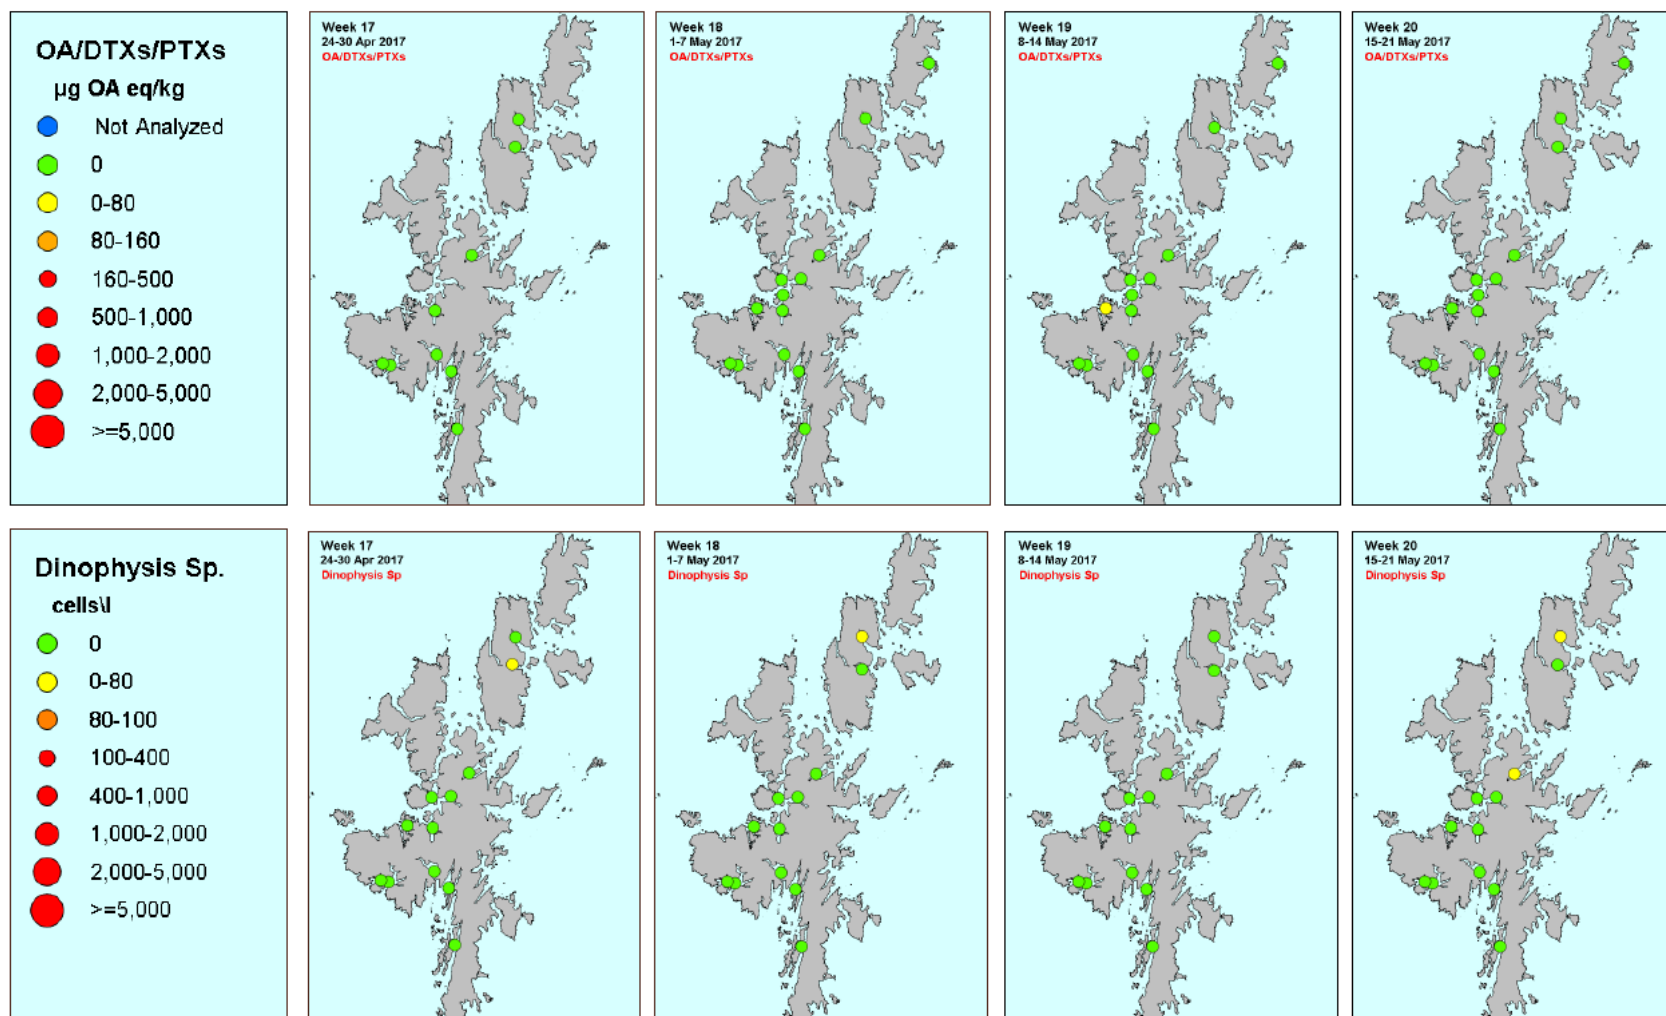 OA/DTXs/PTXs
µg OA eq/kg
Not Analyzed
0
0-80
80-160
160-500
500-1,000
1,000-2,000
2,000-5,000
>=5,000
Week 17
24-30 Apr 2017
OA/DTXs/PTXs
Week 18
1-7 May 2017
OA/DTXs/PTXs
Week 19
8-14 May 2017
OA/DTXs/PTXs
Week 20
15-21 May 2017
OA/DTXs/PTXs
Dinophysis Sp.
cells\l
0
0-80
80-100
100-400
400-1,000
1,000-2,000
2,000-5,000
>=5,000
Week 17
24-30 Apr 2017
Dinophysis Sp
Week 18
1-7 May 2017
Dinophysis Sp
Week 19
8-14 May 2017
Dinophysis Sp
Week 20
15-21 May 2017
Dinophysis Sp